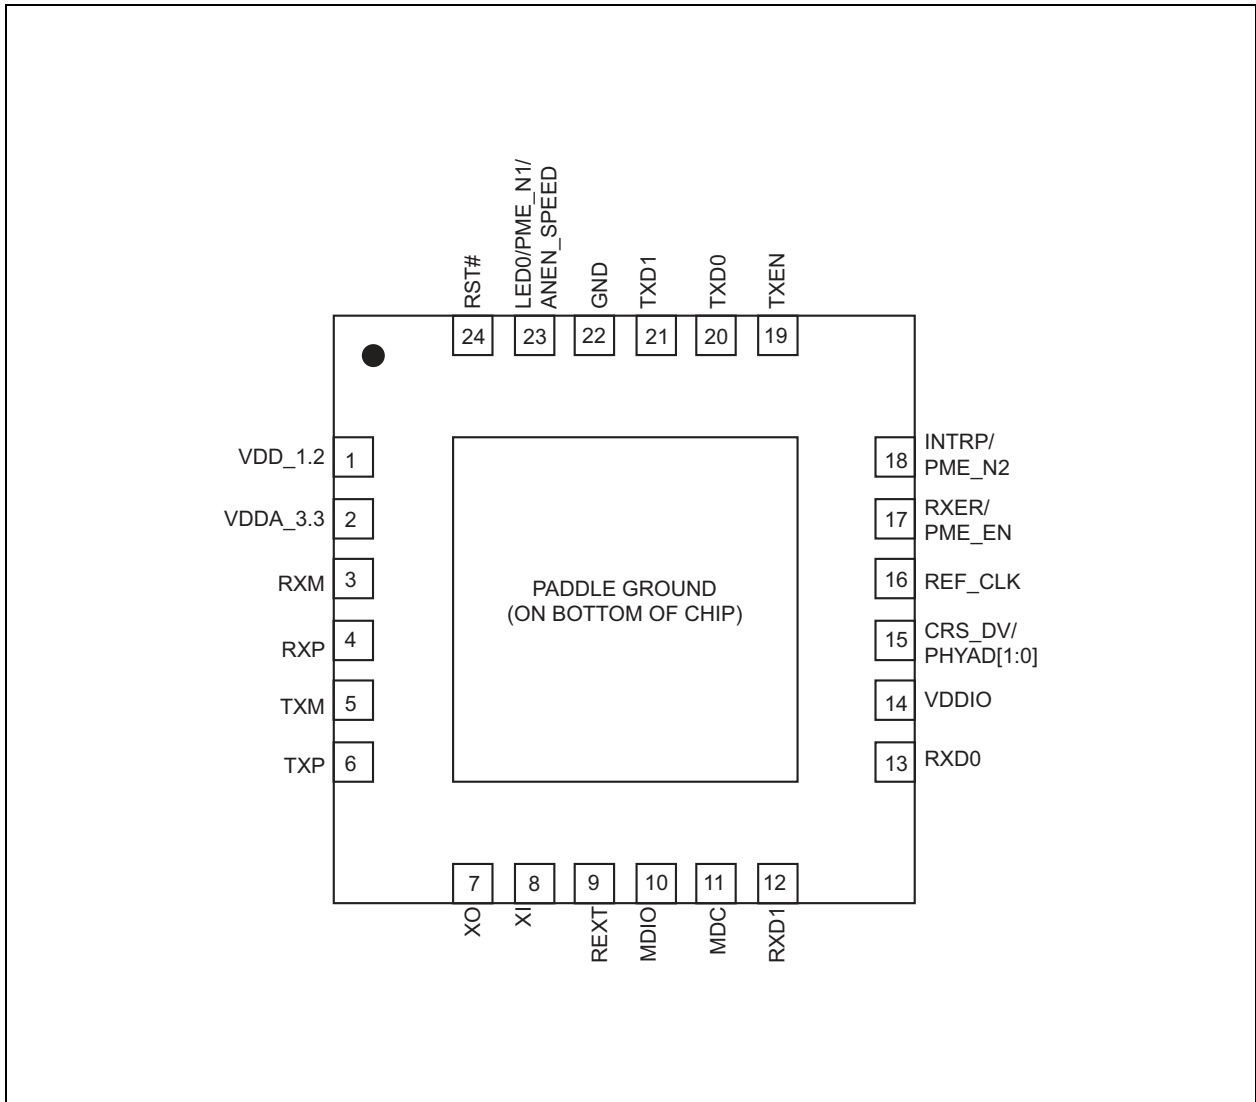 RST#
LED0/PME_N1/
ANEN_SPEED
GND
TXD1
TXD0
TXEN
24
23
22
21
20
19
VDD_1.2
1
VDDA_3.3
2
RXM
3
RXP
4
TXM
5
TXP
6
PADDLE GROUND
(ON BOTTOM OF CHIP)
18
INTRP/
PME_N2
17
RXER/
PME_EN
16
REF_CLK
15
CRS_DV/
PHYAD[1:0]
14
VDDIO
13
RXD0
7
8
9
10
11
12
XO
XI
REXT
MDIO
MDC
RXD1